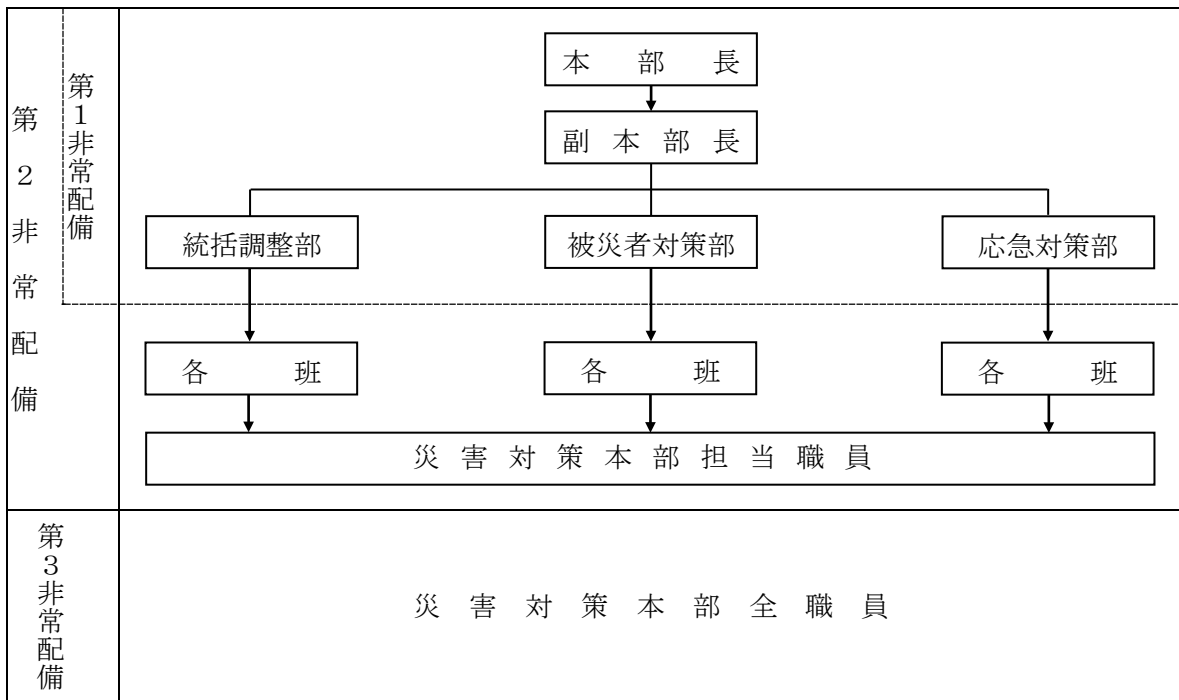 第2非常配備
第1非常配備
本部長
副本部長
統括調整部
被災者対策部
応急対策部
各班
各班
各班
災害対策本部担当職員
第3非常配備
災害対策本部全職員